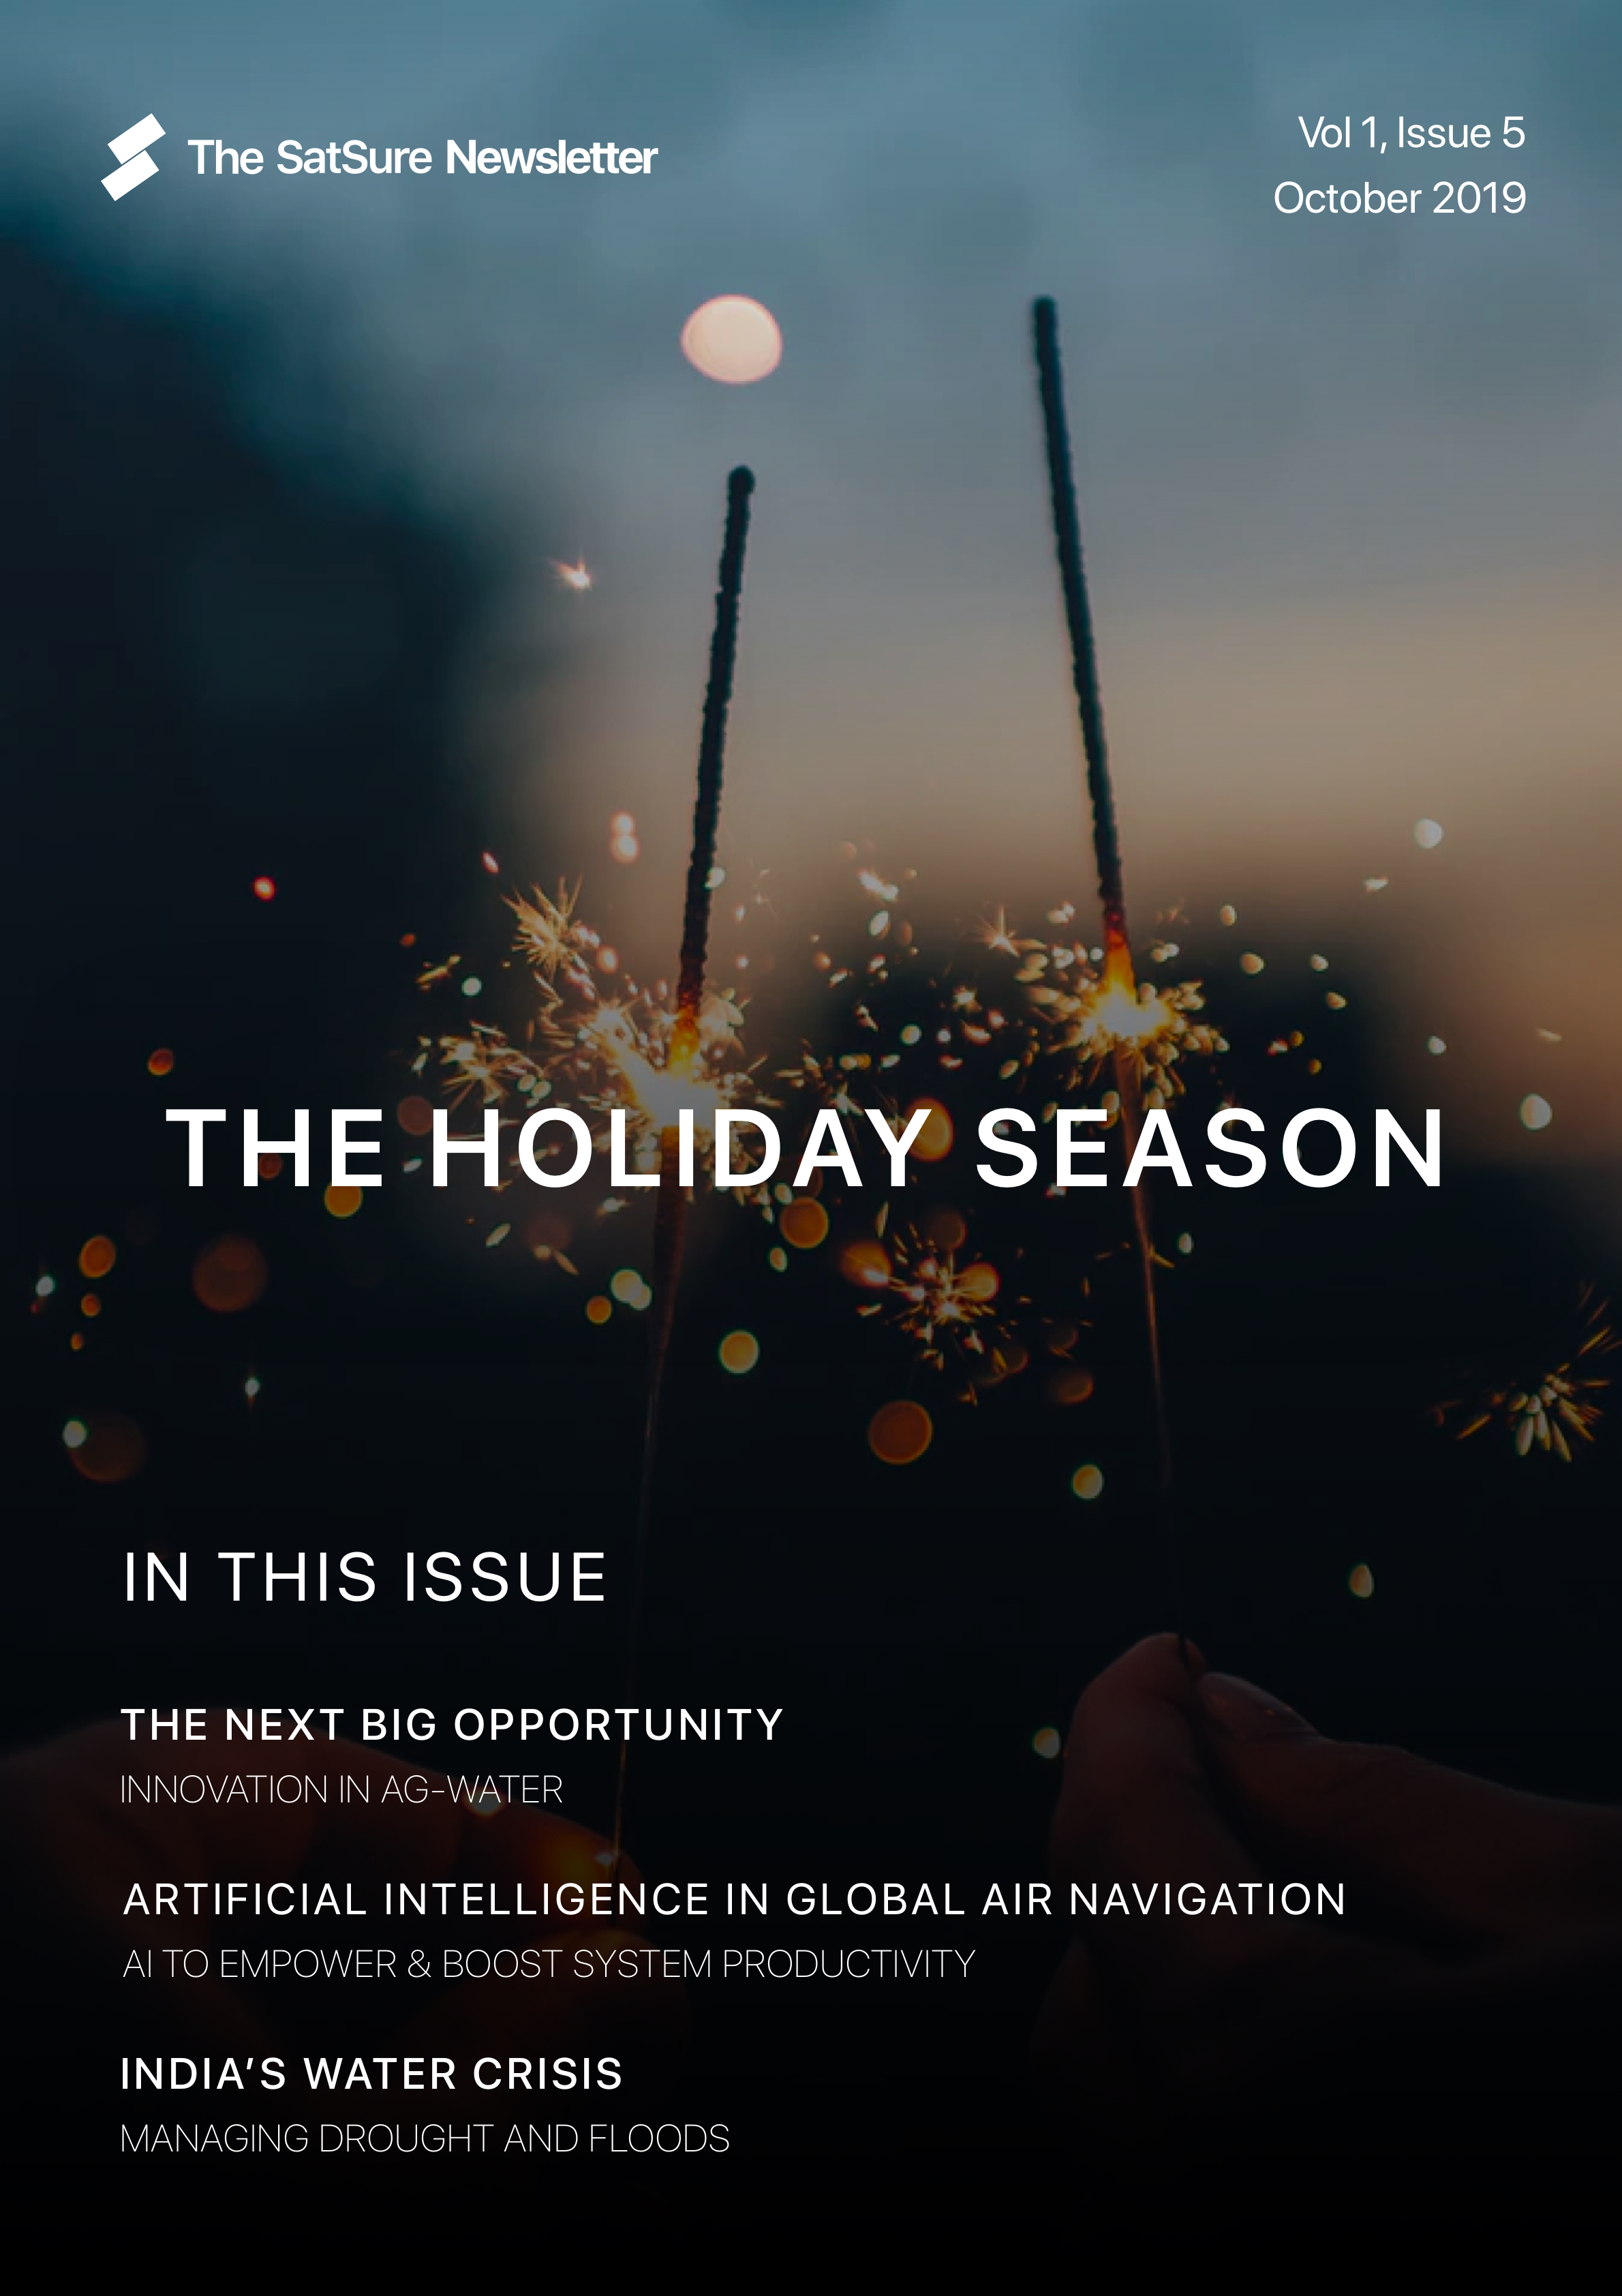 The SatSure Newsletter
Vol 1, Issue 5
October 2019
THE HOLIDAY SEASON
IN THIS ISSUE
THE NEXT BIG OPPORTUNITY
INNOVATION IN AG-WATER
ARTIFICIAL INTELLIGENCE IN GLOBAL AIR NAVIGATION
AI TO EMPOWER & BOOST SYSTEM PRODUCTIVITY
INDIA’S WATER CRISIS
MANAGING DROUGHT AND FLOODS